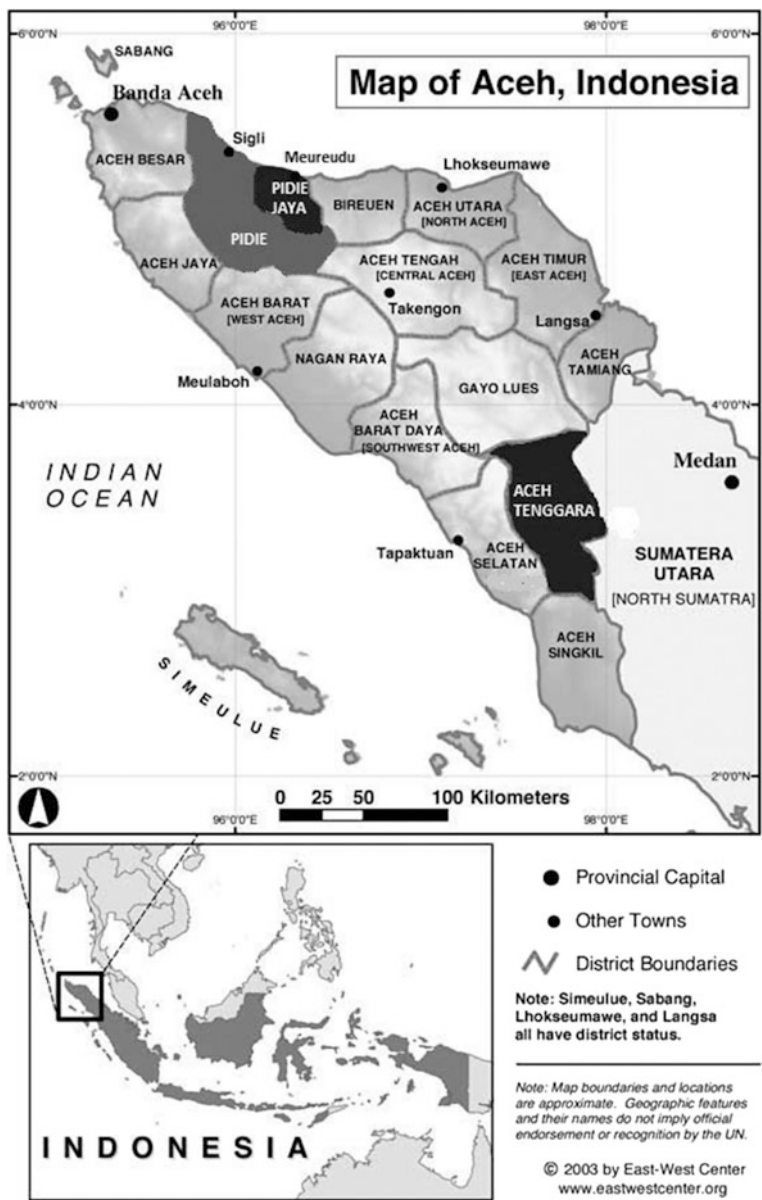 96°0'0"E
98°0'0"E
6°0'0"N
6°0'0"N
Map of Aceh, Indonesia
SABANG
Banda Aceh
Sigli
Meureudu
Lhokseumawe
ACEH BESAR
PIDIE
JAYA
BIREUEN
ACEH UTARA
[NORTH ACEH]
PIDIE
ACEH JAYA
ACEH TENGAH
[CENTRAL ACEH]
ACEH TIMUR
[EAST ACEH]
ACEH BARAT
[WEST ACEH]
Takengon
Langsa
NAGAN RAYA
ACEH
TAMIANG
Meulaboh
GAYO LUES
4°0'0"N
4°0'0"N
ACEH
BARAT DAYA
[SOUTHWEST ACEH]
INDIAN
OCEAN
Medan
ACEH
TENGGARA
Tapaktuan
ACEH
SELATAN
SUMATERA
UTARA
[NORTH SUMATRA]
ACEH
SINGKIL
SIMEULUE
2°0'0"N
2°0'0"N
0 25 50 100 Kilometers
96°0'0"E
98°0'0"E
Provincial Capital
Other Towns
District Boundaries
Note: Simeulue, Sabang,
Lhokseumawe, and Langsa
all have district status.
Note: Map boundaries and locations
are approximate. Geographic features
and their names do not imply official
endorsement or recognition by the UN.
© 2003 by East-West Center
www.eastwestcenter.org
INDONESIA